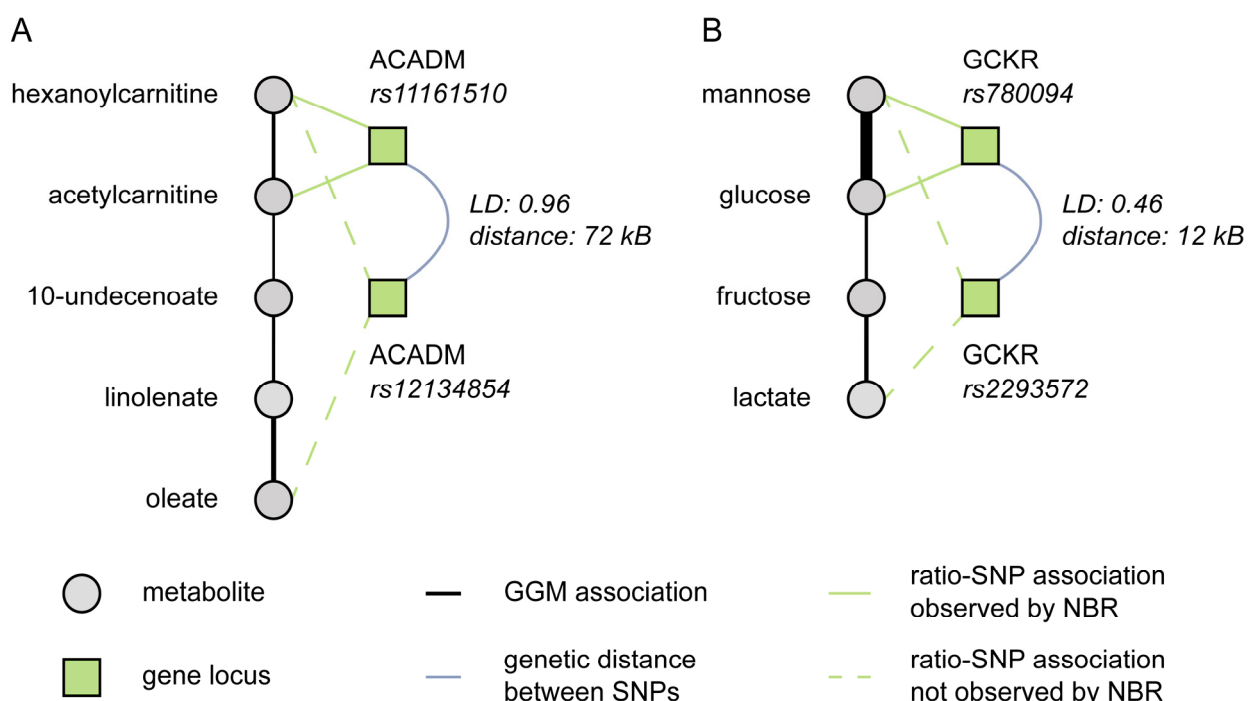 A
hexanoylcarnitine
acetylcarnitine
10-undecenoate
linolenate
oleate
ACADM
rs11161510
LD: 0.96
distance: 72 kB
ACADM
rs12134854
B
mannose
glucose
fructose
lactate
GCKR
rs780094
LD: 0.46
distance: 12 kB
GCKR
rs2293572
metabolite
gene locus
GGM association
genetic distance
between SNPs
ratio-SNP association
observed by NBR
ratio-SNP association
not observed by NBR